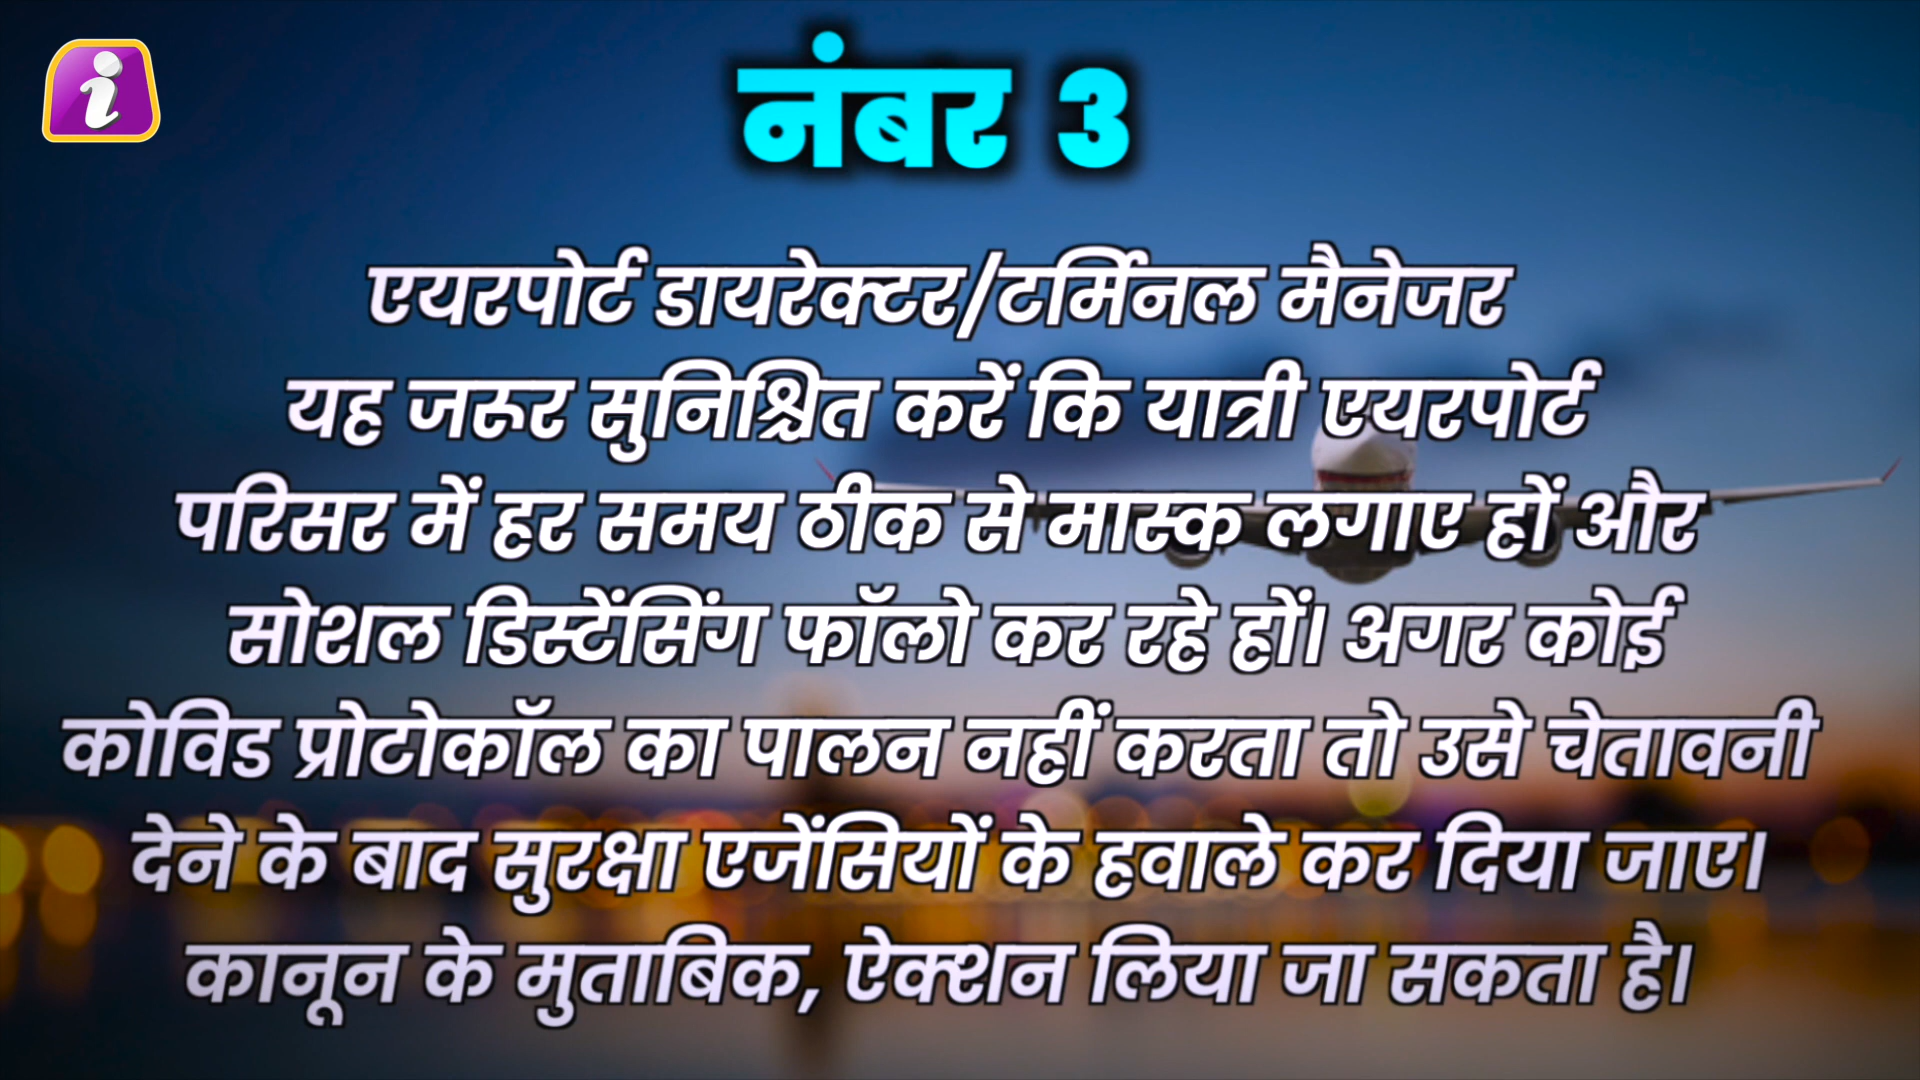 नंबर 3
एयरपोर्ट डायरेक्टर/टर्मिनल मैनेजर
यह जरूर सुनिश्चित करें कि यात्री एयरपोर्ट
परिसर में हर समय ठीक से मास्क लगाए हों और
सोशल डिस्टेंसिंग फॉलो कर रहे हों। अगर कोई
कोविड प्रोटोकॉल का पालन नहीं करता तो उसे चेतावनी
देने के बाद सुरक्षा एजेंसियों के हवाले कर दिया जाए।
कानून के मुताबिक, ऐक्शन लिया जा सकता है।